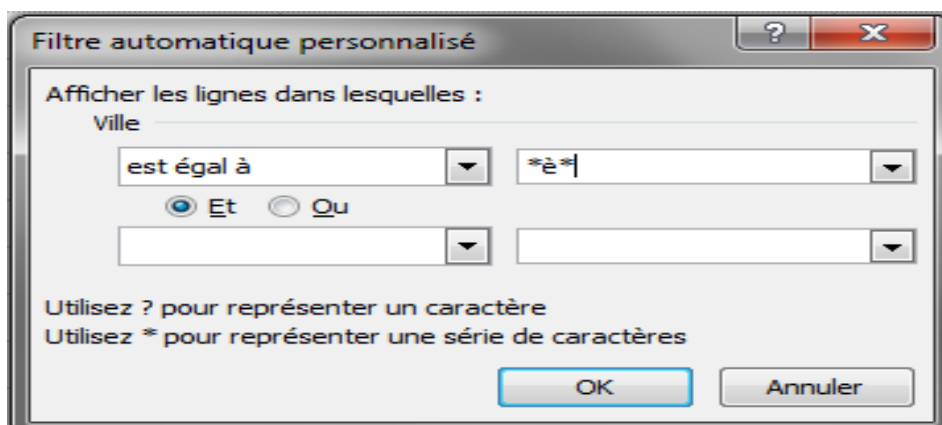 Filtre automatique personnalisé
?
Afficher les lignes dans lesquelles :
Ville
est égal à *è*
Et Ou
Utilisez ? pour représenter un caractère
Utilisez * pour représenter une série de caractères
OK Annuler